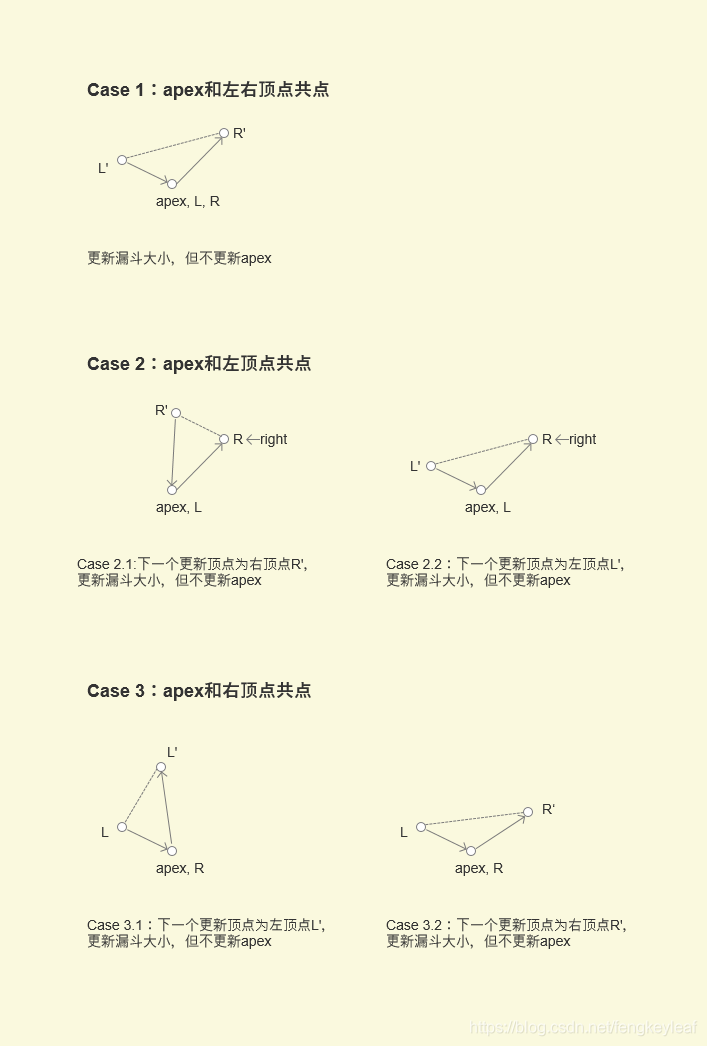 Case 1：apex和左右顶点共点
R'
L'
apex, L, R
更新漏斗大小，但不更新apex
Case 2：apex和左顶点共点
R'
R ←right
apex, L
R ←right
L'
apex, L
Case 2.1:下一个更新顶点为右顶点R',
更新漏斗大小，但不更新apex
Case 2.2：下一个更新顶点为左顶点L',
更新漏斗大小，但不更新apex
Case 3：apex和右顶点共点
L'
L
apex, R
R‘
L
apex, R
Case 3.1：下一个更新顶点为左顶点L',
更新漏斗大小，但不更新apex
Case 3.2：下一个更新顶点为右顶点R',
更新漏斗大小，但不更新apex
https://blog.csdn.net/fengkeyleaf